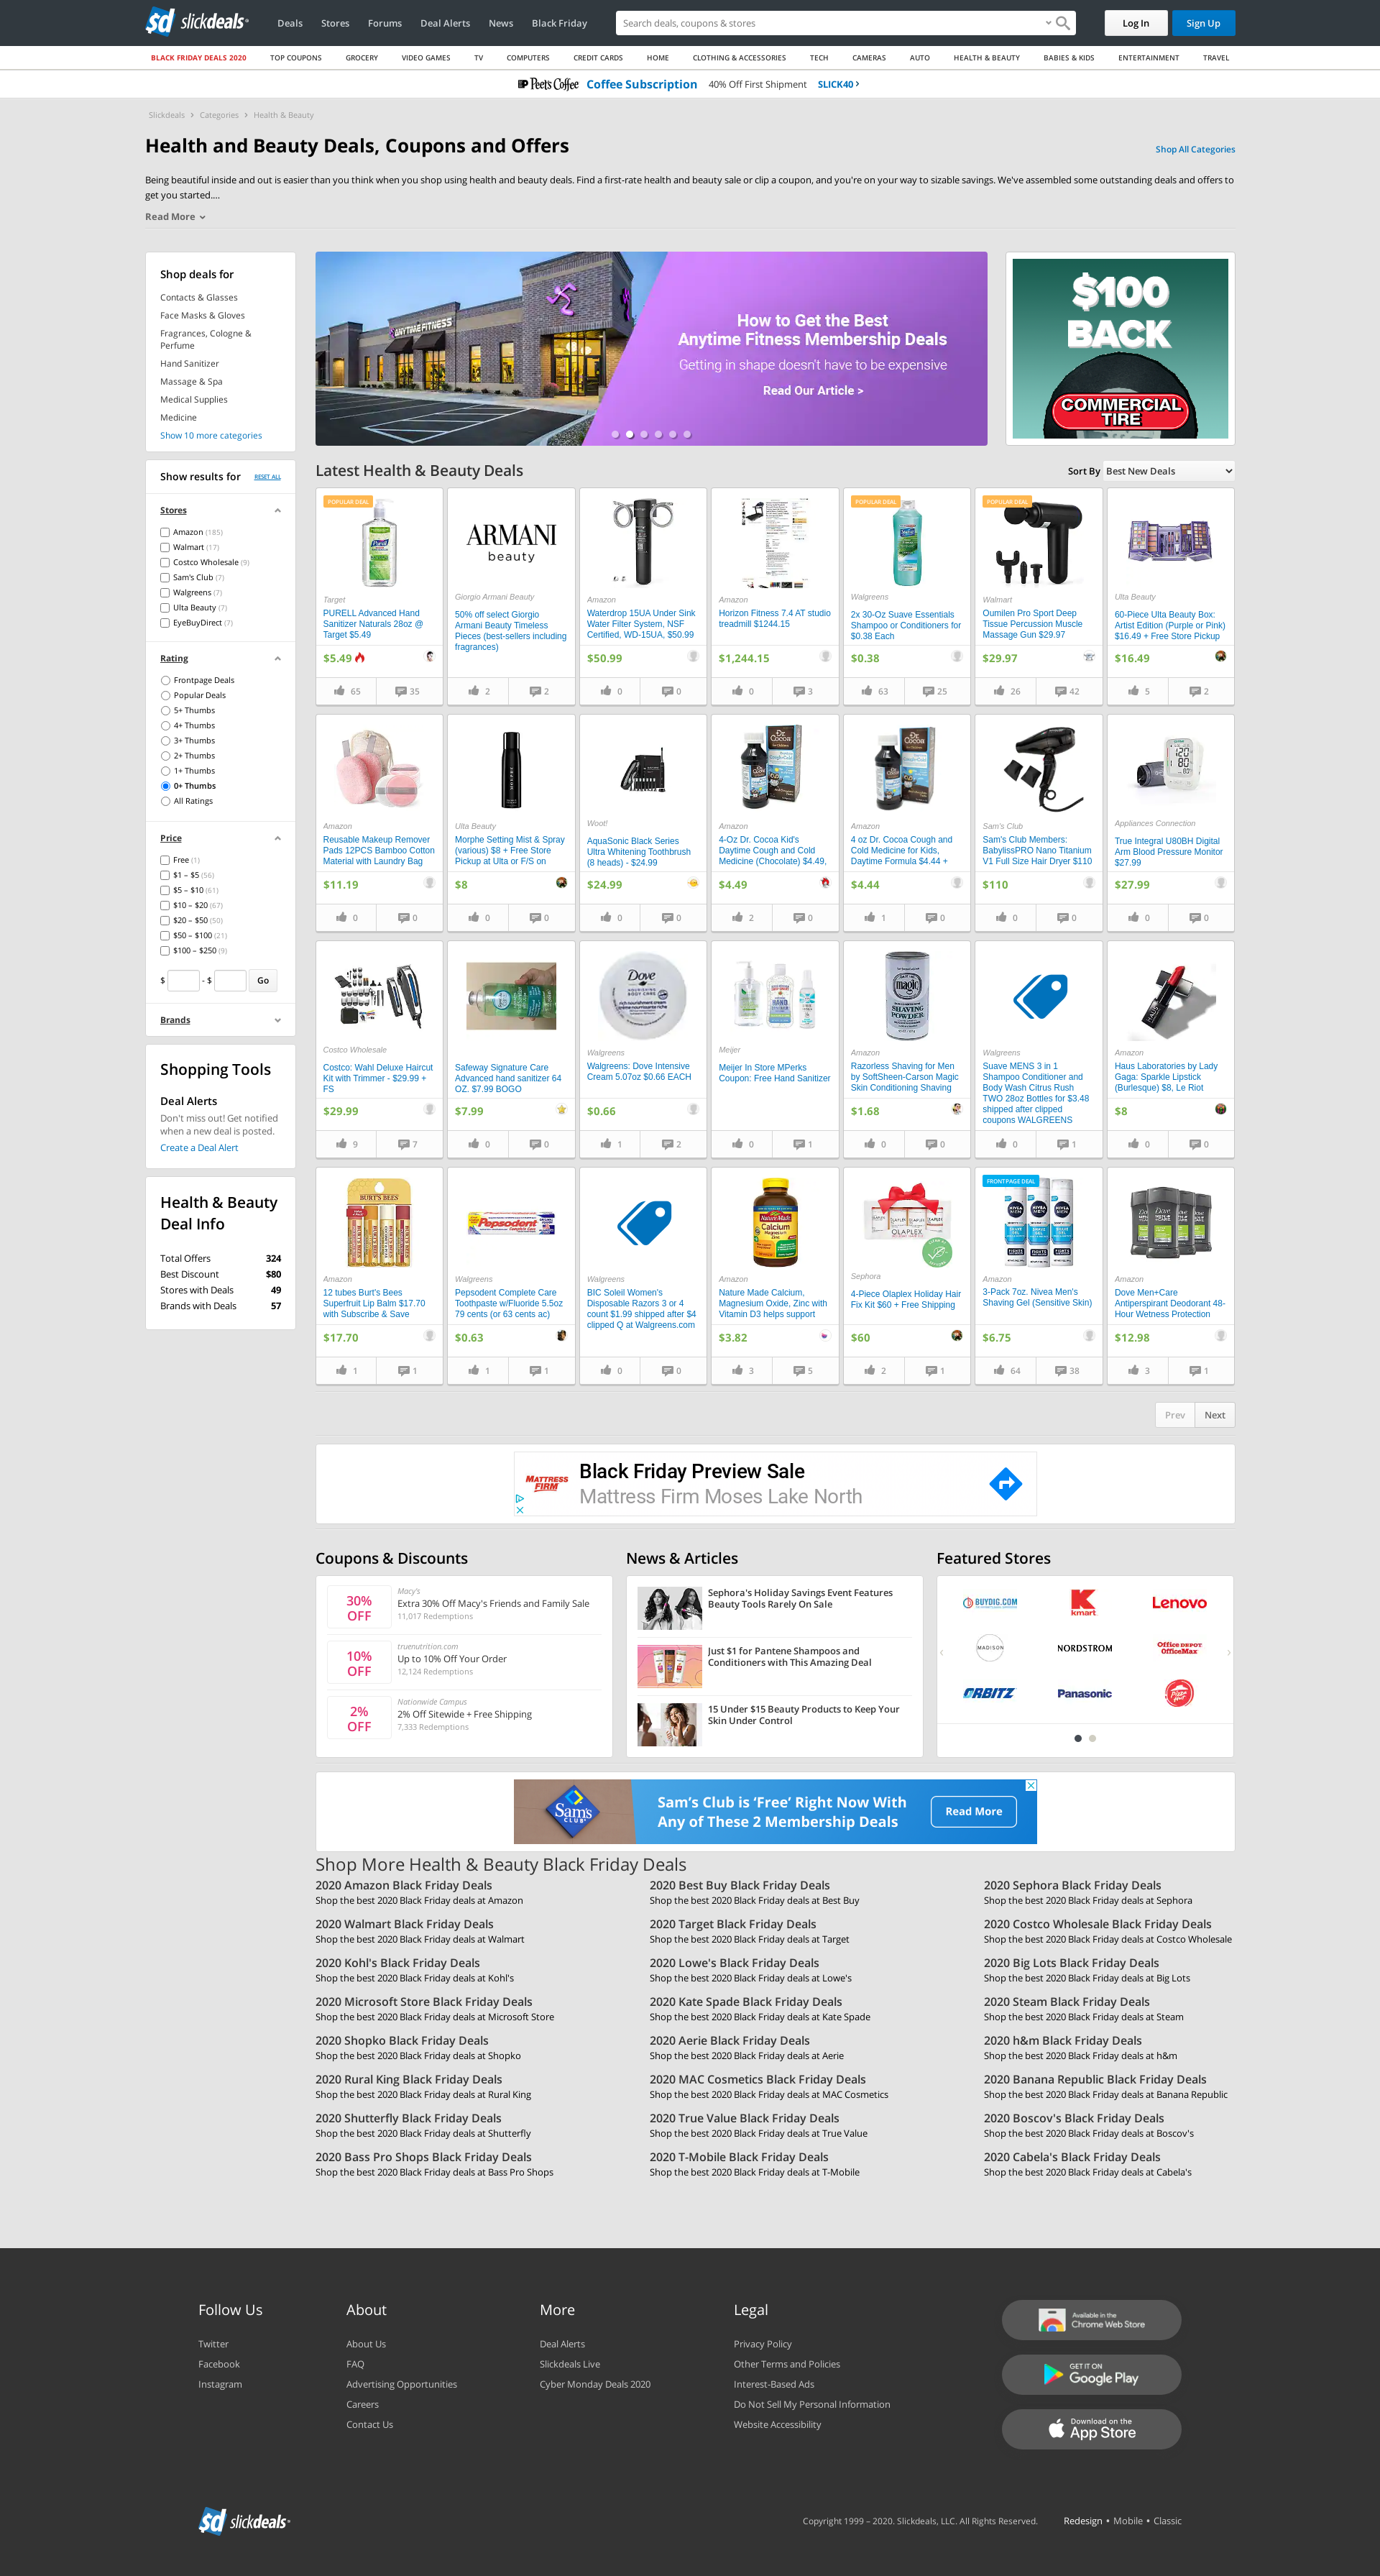 slickdeals
Deals
Stores
Forums
Deal Alerts
News
Black Friday
Search deals, coupons & stores
Log In
Sign Up
BLACK FRIDAY DEALS 2020
TOP COUPONS
GROCERY
VIDEO GAMES
TV
COMPUTERS
CREDIT CARDS
HOME
CLOTHING & ACCESSORIES
TECH
CAMERAS
AUTO
HEALTH & BEAUTY
BABIES & KIDS
ENTERTAINMENT
TRAVEL
Peet's Coffee Coffee Subscription 40% Off First Shipment SLICK40 >
Slickdeals > Categories > Health & Beauty
Health and Beauty Deals, Coupons and Offers
Shop All Categories
Being beautiful inside and out is easier than you think when you shop using health and beauty deals. Find a first-rate health and beauty sale or clip a coupon, and you're on your way to sizable savings. We've assembled some outstanding deals and offers to
get you started....
Read More
Shop deals for
Contacts & Glasses
Face Masks & Gloves
Fragrances, Cologne &
Perfume
Hand Sanitizer
Massage & Spa
Medical Supplies
Medicine
Show 10 more categories
ANYTIME FITNESS
How to Get the Best
Anytime Fitness Membership Deals
Getting in shape doesn't have to be expensive
Read Our Article >
$100
BACK
COMMERCIAL
TIRE
Show results for
RESET ALL
Stores
Amazon (185)
Walmart (17)
Costco Wholesale (9)
Sam's Club (7)
Walgreens (7)
Ulta Beauty (7)
EyeBuyDirect (7)
Rating
Frontpage Deals
Popular Deals
5+ Thumbs
4+ Thumbs
3+ Thumbs
2+ Thumbs
1+ Thumbs
0+ Thumbs
All Ratings
Price
Free (1)
$1 – $5 (56)
$5 – $10 (61)
$10 – $20 (67)
$20 – $50 (50)
$50 – $100 (21)
$100 – $250 (9)
$ - $ Go
Brands
Shopping Tools
Deal Alerts
Don't miss out! Get notified
when a new deal is posted.
Create a Deal Alert
Health & Beauty
Deal Info
Total Offers 324
Best Discount $80
Stores with Deals 49
Brands with Deals 57
Latest Health & Beauty Deals
Sort By Best New Deals
POPULAR DEAL
Target
PURELL Advanced Hand
Sanitizer Naturals 28oz @
Target $5.49
$5.49
65 35
ARMANI
beauty
Giorgio Armani Beauty
50% off select Giorgio
Armani Beauty Timeless
Pieces (best-sellers including
fragrances)
2 2
Amazon
Waterdrop 15UA Under Sink
Water Filter System, NSF
Certified, WD-15UA, $50.99
$50.99
0 0
Amazon
Horizon Fitness 7.4 AT studio
treadmill $1244.15
$1,244.15
0 3
POPULAR DEAL
Walgreens
2x 30-Oz Suave Essentials
Shampoo or Conditioners for
$0.38 Each
$0.38
63 25
POPULAR DEAL
Walmart
Oumilen Pro Sport Deep
Tissue Percussion Muscle
Massage Gun $29.97
$29.97
26 42
Ulta Beauty
60-Piece Ulta Beauty Box:
Artist Edition (Purple or Pink)
$16.49 + Free Store Pickup
$16.49
5 2
Amazon
Reusable Makeup Remover
Pads 12PCS Bamboo Cotton
Material with Laundry Bag
$11.19
0 0
Ulta Beauty
Morphe Setting Mist & Spray
(various) $8 + Free Store
Pickup at Ulta or F/S on
$8
0 0
Woot!
AquaSonic Black Series
Ultra Whitening Toothbrush
(8 heads) - $24.99
$24.99
0 0
Dr. Cocoa
Amazon
4-Oz Dr. Cocoa Kid's
Daytime Cough and Cold
Medicine (Chocolate) $4.49,
$4.49
2 0
Dr. Cocoa
Amazon
4 oz Dr. Cocoa Cough and
Cold Medicine for Kids,
Daytime Formula $4.44 +
$4.44
1 0
Sam's Club
Sam's Club Members:
BabylissPRO Nano Titanium
V1 Full Size Hair Dryer $110
$110
0 0
Appliances Connection
True Integral U80BH Digital
Arm Blood Pressure Monitor
$27.99
$27.99
0 0
Costco Wholesale
Costco: Wahl Deluxe Haircut
Kit with Trimmer - $29.99 +
FS
$29.99
9 7
Safeway Signature Care
Advanced hand sanitizer 64
OZ. $7.99 BOGO
$7.99
0 0
Dove
Walgreens
Walgreens: Dove Intensive
Cream 5.07oz $0.66 EACH
$0.66
1 2
Meijer
Meijer In Store MPerks
Coupon: Free Hand Sanitizer
0 1
magic
SHAVING
POWDER
Amazon
Razorless Shaving for Men
by SoftSheen-Carson Magic
Skin Conditioning Shaving
$1.68
0 0
Walgreens
Suave MENS 3 in 1
Shampoo Conditioner and
Body Wash Citrus Rush
TWO 28oz Bottles for $3.48
shipped after clipped
coupons WALGREENS
0 1
Amazon
Haus Laboratories by Lady
Gaga: Sparkle Lipstick
(Burlesque) $8, Le Riot
$8
0 0
BURT'S BEES
Amazon
12 tubes Burt's Bees
Superfruit Lip Balm $17.70
with Subscribe & Save
$17.70
1 1
Pepsodent
Walgreens
Pepsodent Complete Care
Toothpaste w/Fluoride 5.5oz
79 cents (or 63 cents ac)
$0.63
1 1
Walgreens
BIC Soleil Women's
Disposable Razors 3 or 4
count $1.99 shipped after $4
clipped Q at Walgreens.com
0 0
Nature Made
Calcium
Amazon
Nature Made Calcium,
Magnesium Oxide, Zinc with
Vitamin D3 helps support
$3.82
3 5
OLAPLEX
Sephora
4-Piece Olaplex Holiday Hair
Fix Kit $60 + Free Shipping
$60
2 1
FRONTPAGE DEAL
NIVEA
MEN
Amazon
3-Pack 7oz. Nivea Men's
Shaving Gel (Sensitive Skin)
$6.75
64 38
Amazon
Dove Men+Care
Antiperspirant Deodorant 48-
Hour Wetness Protection
$12.98
3 1
Prev Next
MATTRESS
FIRM
Black Friday Preview Sale
Mattress Firm Moses Lake North
Coupons & Discounts
30%
OFF
Macy's
Extra 30% Off Macy's Friends and Family Sale
11,017 Redemptions
10%
OFF
truenutrition.com
Up to 10% Off Your Order
12,124 Redemptions
2%
OFF
Nationwide Campus
2% Off Sitewide + Free Shipping
7,333 Redemptions
News & Articles
Sephora's Holiday Savings Event Features
Beauty Tools Rarely On Sale
Just $1 for Pantene Shampoos and
Conditioners with This Amazing Deal
15 Under $15 Beauty Products to Keep Your
Skin Under Control
Featured Stores
BUYDIG.COM
kmart
Lenovo
MADISON
NORDSTROM
Office DEPOT
OfficeMax
ORBITZ
Panasonic
Pizza Hut
Sam's
CLUB
Sam's Club is ‘Free’ Right Now With
Any of These 2 Membership Deals
Read More
Shop More Health & Beauty Black Friday Deals
2020 Amazon Black Friday Deals
Shop the best 2020 Black Friday deals at Amazon
2020 Best Buy Black Friday Deals
Shop the best 2020 Black Friday deals at Best Buy
2020 Sephora Black Friday Deals
Shop the best 2020 Black Friday deals at Sephora
2020 Walmart Black Friday Deals
Shop the best 2020 Black Friday deals at Walmart
2020 Target Black Friday Deals
Shop the best 2020 Black Friday deals at Target
2020 Costco Wholesale Black Friday Deals
Shop the best 2020 Black Friday deals at Costco Wholesale
2020 Kohl's Black Friday Deals
Shop the best 2020 Black Friday deals at Kohl's
2020 Lowe's Black Friday Deals
Shop the best 2020 Black Friday deals at Lowe's
2020 Big Lots Black Friday Deals
Shop the best 2020 Black Friday deals at Big Lots
2020 Microsoft Store Black Friday Deals
Shop the best 2020 Black Friday deals at Microsoft Store
2020 Kate Spade Black Friday Deals
Shop the best 2020 Black Friday deals at Kate Spade
2020 Steam Black Friday Deals
Shop the best 2020 Black Friday deals at Steam
2020 Shopko Black Friday Deals
Shop the best 2020 Black Friday deals at Shopko
2020 Aerie Black Friday Deals
Shop the best 2020 Black Friday deals at Aerie
2020 h&m Black Friday Deals
Shop the best 2020 Black Friday deals at h&m
2020 Rural King Black Friday Deals
Shop the best 2020 Black Friday deals at Rural King
2020 MAC Cosmetics Black Friday Deals
Shop the best 2020 Black Friday deals at MAC Cosmetics
2020 Banana Republic Black Friday Deals
Shop the best 2020 Black Friday deals at Banana Republic
2020 Shutterfly Black Friday Deals
Shop the best 2020 Black Friday deals at Shutterfly
2020 True Value Black Friday Deals
Shop the best 2020 Black Friday deals at True Value
2020 Boscov's Black Friday Deals
Shop the best 2020 Black Friday deals at Boscov's
2020 Bass Pro Shops Black Friday Deals
Shop the best 2020 Black Friday deals at Bass Pro Shops
2020 T-Mobile Black Friday Deals
Shop the best 2020 Black Friday deals at T-Mobile
2020 Cabela's Black Friday Deals
Shop the best 2020 Black Friday deals at Cabela's
Follow Us
Twitter
Facebook
Instagram
About
About Us
FAQ
Advertising Opportunities
Careers
Contact Us
More
Deal Alerts
Slickdeals Live
Cyber Monday Deals 2020
Legal
Privacy Policy
Other Terms and Policies
Interest-Based Ads
Do Not Sell My Personal Information
Website Accessibility
Available in the
Chrome Web Store
GET IT ON
Google Play
Download on the
App Store
slickdeals
Copyright 1999 – 2020. Slickdeals, LLC. All Rights Reserved.
Redesign • Mobile • Classic